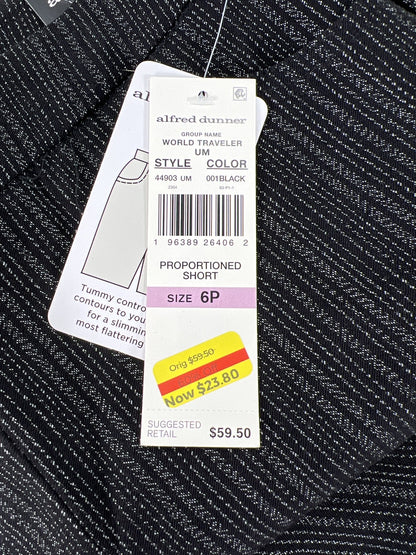 alfred dunner
GROUP NAME
WORLD TRAVELER
UM
STYLE COLOR
44903 UM 001BLACK
1 96389 26406 2
PROPORTIONED
SHORT
SIZE 6P
Orig $59.50
Now $23.80
SUGGESTED
RETAIL $59.50
al
Tummy contro
contours to you
for a slimming
most flattering